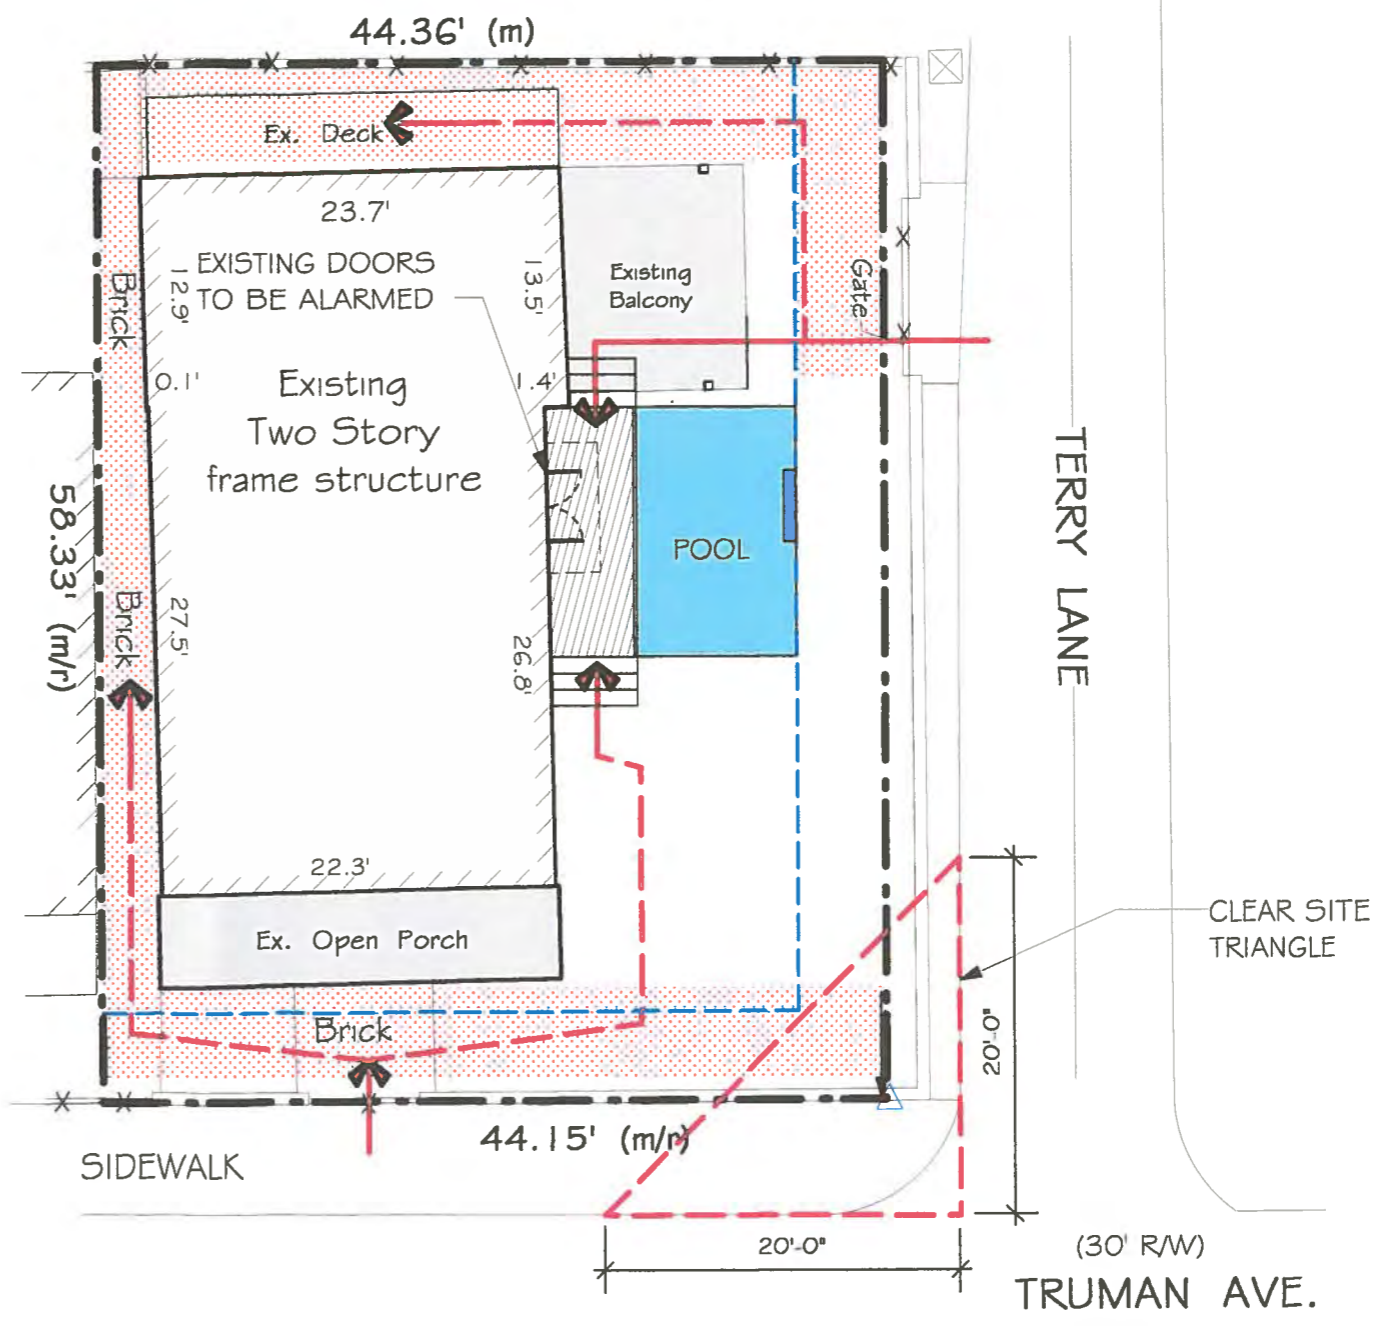 44.36' (m)
Ex. Deck
23.7'
EXISTING DOORS
TO BE ALARMED
12.9'
13.5'
Existing
Balcony
Gate
Brick
0.1'
1.4'
Existing
Two Story
frame structure
58.33' (m/r)
Brick
27.5'
26.8'
POOL
TERRY LANE
22.3'
Ex. Open Porch
CLEAR SITE
TRIANGLE
20'-0"
Brick
44.15' (m/r)
SIDEWALK
20'-0"
(30' R/W)
TRUMAN AVE.